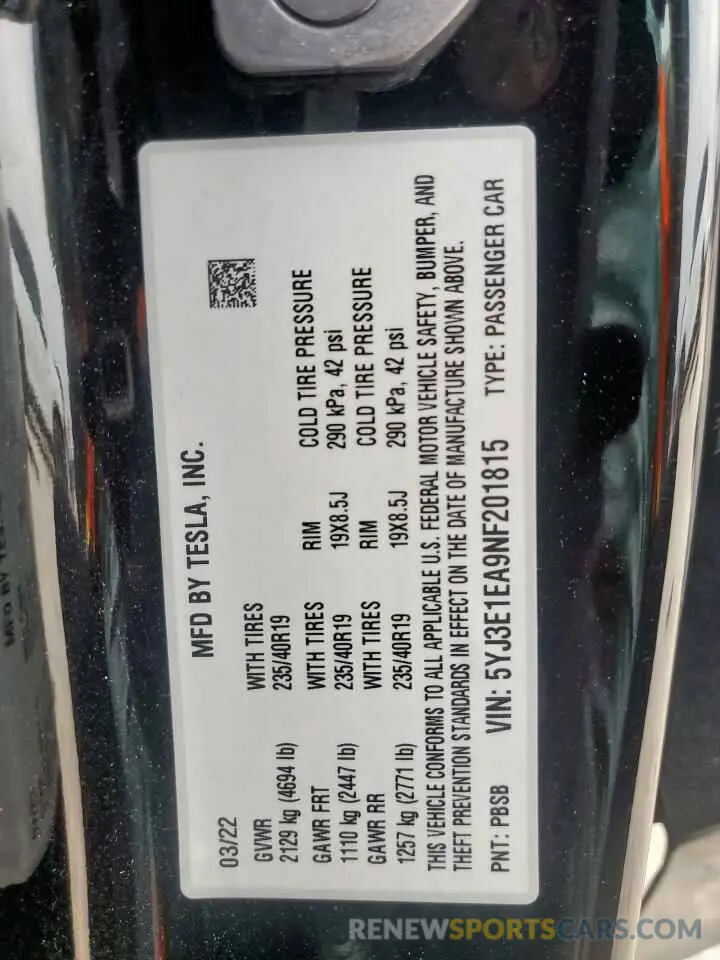 MFD BY TESLA, INC.
03/22
GVWR WITH TIRES
2129 kg (4694 lb) 235/40R19
GAWR FRT WITH TIRES RIM COLD TIRE PRESSURE
1110 kg (2447 lb) 235/40R19 19X8.5J 290 kPa, 42 psi
GAWR RR WITH TIRES RIM COLD TIRE PRESSURE
1257 kg (2771 lb) 235/40R19 19X8.5J 290 kPa, 42 psi
THIS VEHICLE CONFORMS TO ALL APPLICABLE U.S. FEDERAL MOTOR VEHICLE SAFETY, BUMPER, AND
THEFT PREVENTION STANDARDS IN EFFECT ON THE DATE OF MANUFACTURE SHOWN ABOVE.
PNT: PBSB VIN: 5YJ3E1EA9NF201815 TYPE: PASSENGER CAR
RENEWSPORTSCARS.COM